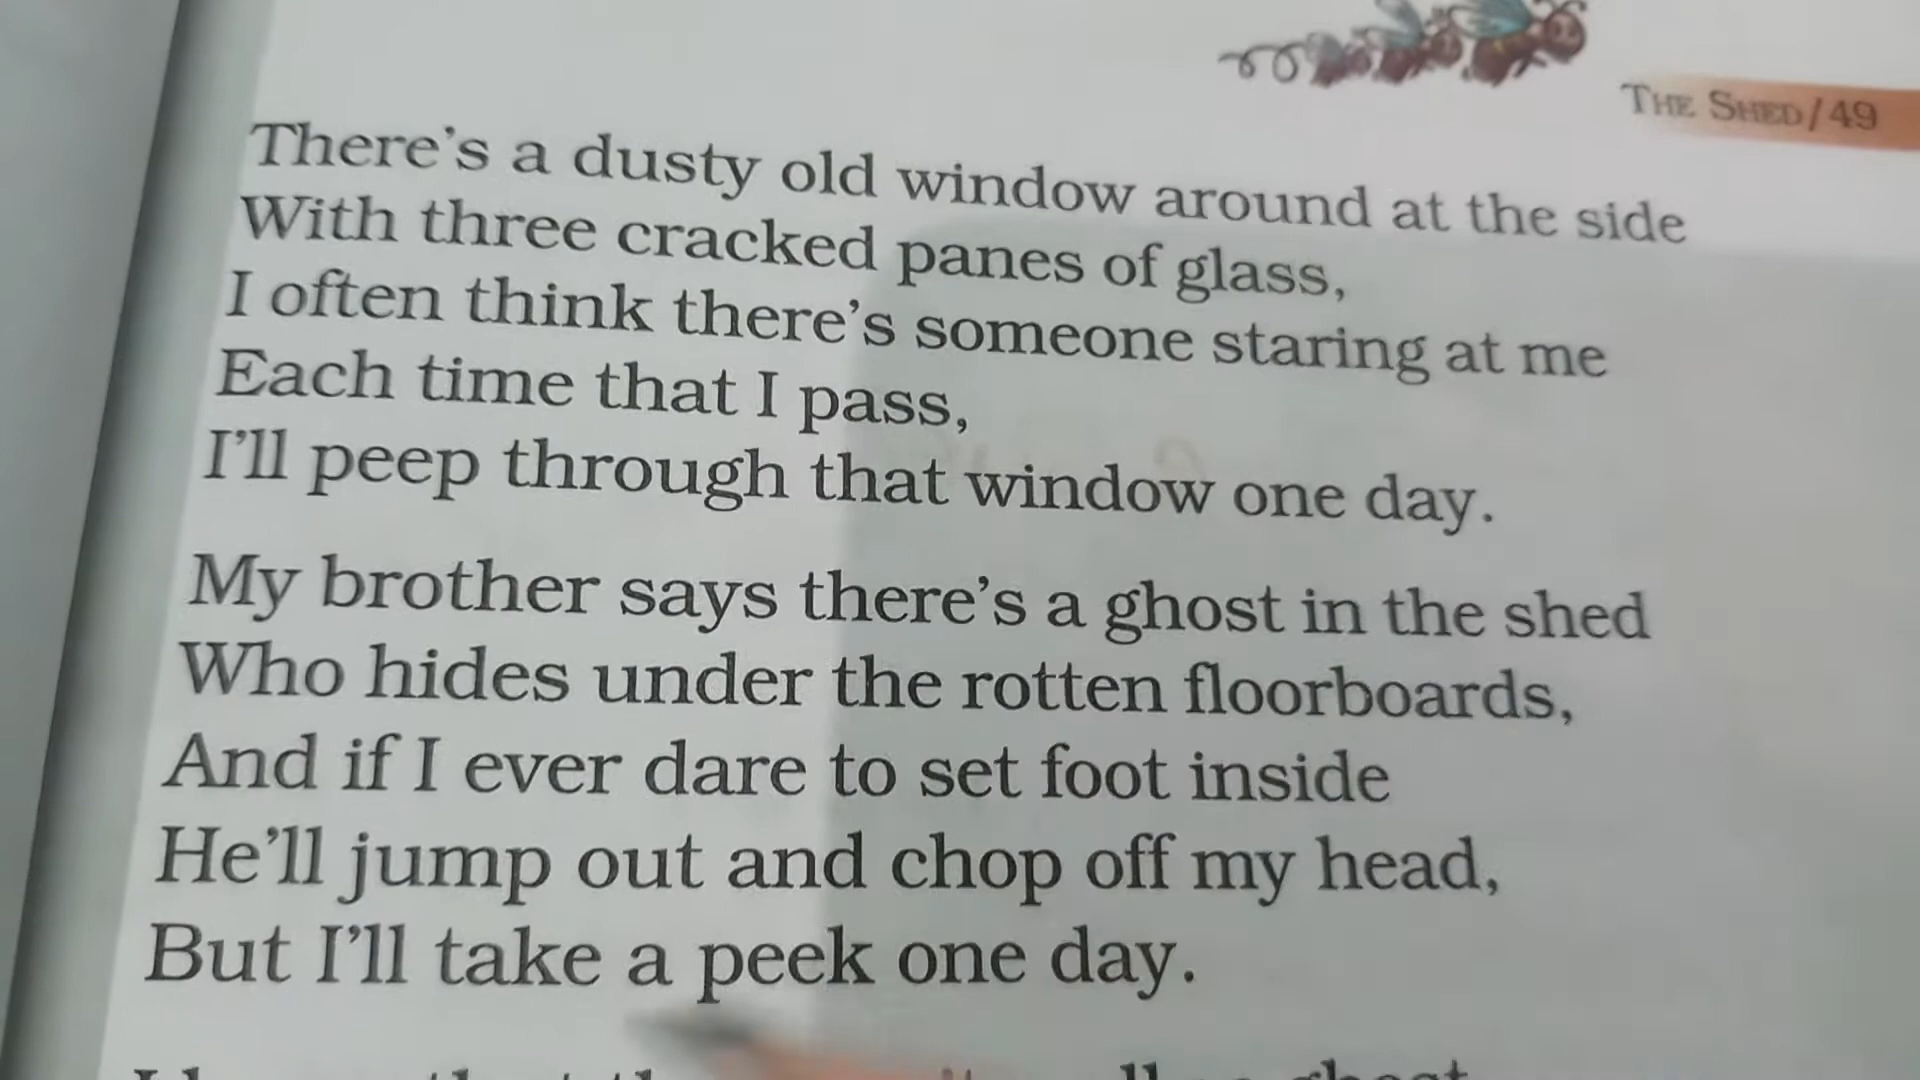 THE SHED/49
There's a dusty old window around at the side
With three cracked panes of glass,
I often think there's someone staring at me
Each time that I pass,
I'll peep through that window one day.
My brother says there's a ghost in the shed
Who hides under the rotten floorboards,
And if I ever dare to set foot inside
He'll jump out and chop off my head,
But I'll take a peek one day.